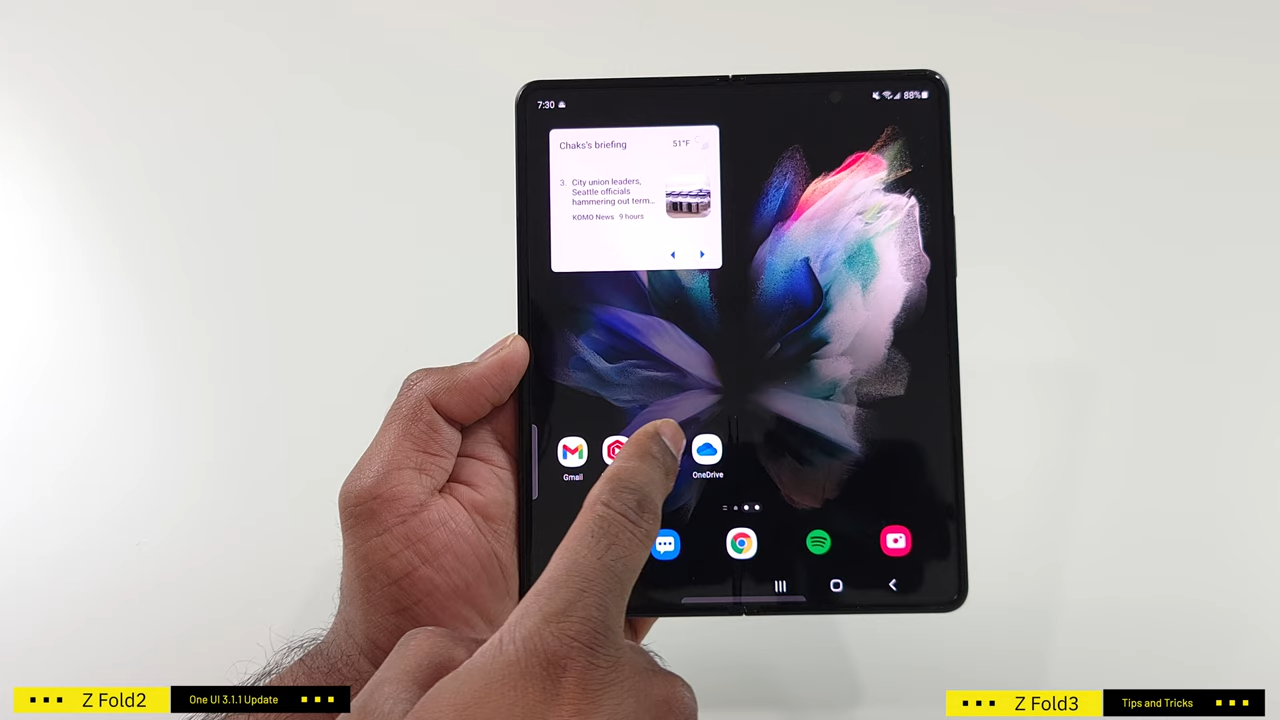 7:30
88%
Chaks's briefing
51°F
3. City union leaders,
Seattle officials
hammering out term...
KOMO News 9 hours
Gmail
OneDrive
Z Fold2
One UI 3.1.1 Update
Z Fold3
Tips and Tricks